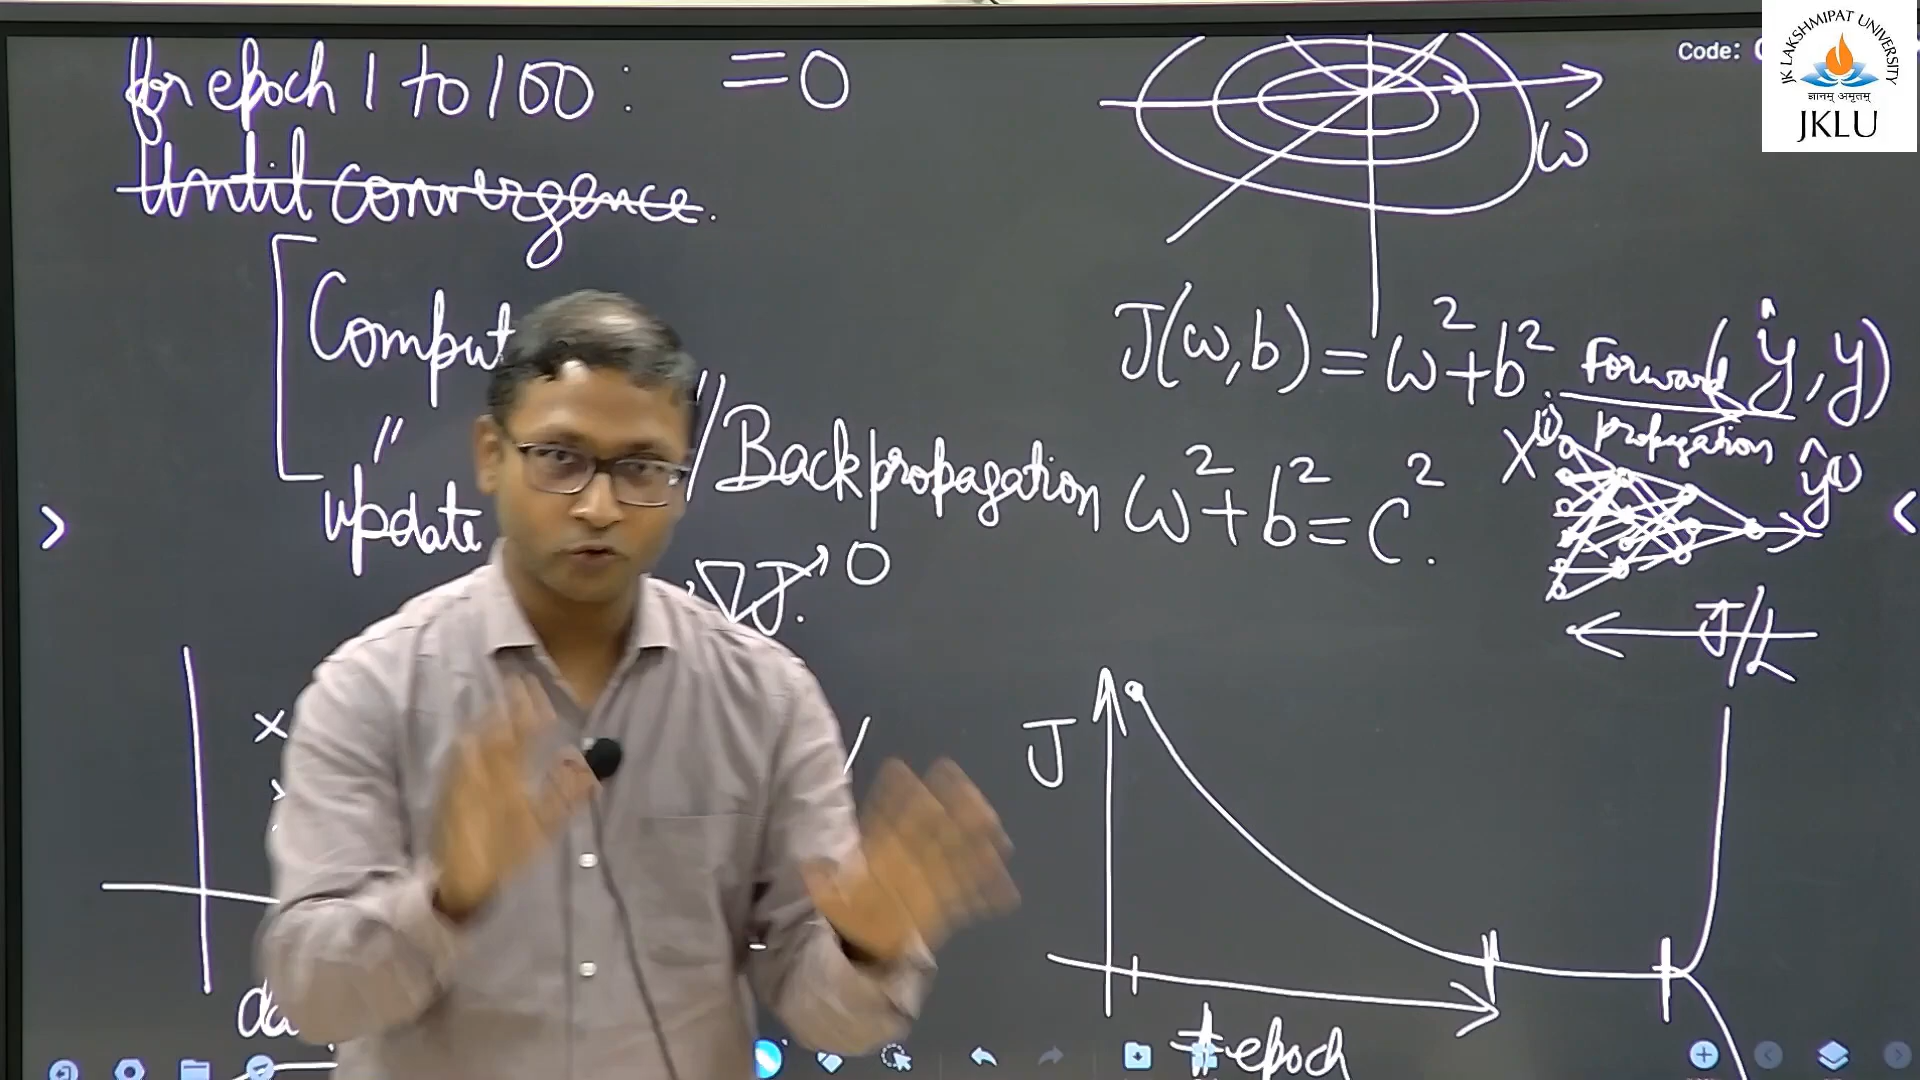 for epoch 1 to 100 : = 0
Until convergence.
Comput
"
update
// Backpropagation
∇J → 0
.
w
J(w,b) = w²+b².
w²+b² = c².
Forward
propagation
(ŷ, y)
X⁽ⁱ⁾
ŷ⁽ⁱ⁾
J/L
J
# epoch
da
Code:
JK LAKSHMIPAT UNIVERSITY
ज्ञानम् अमृतम्
JKLU